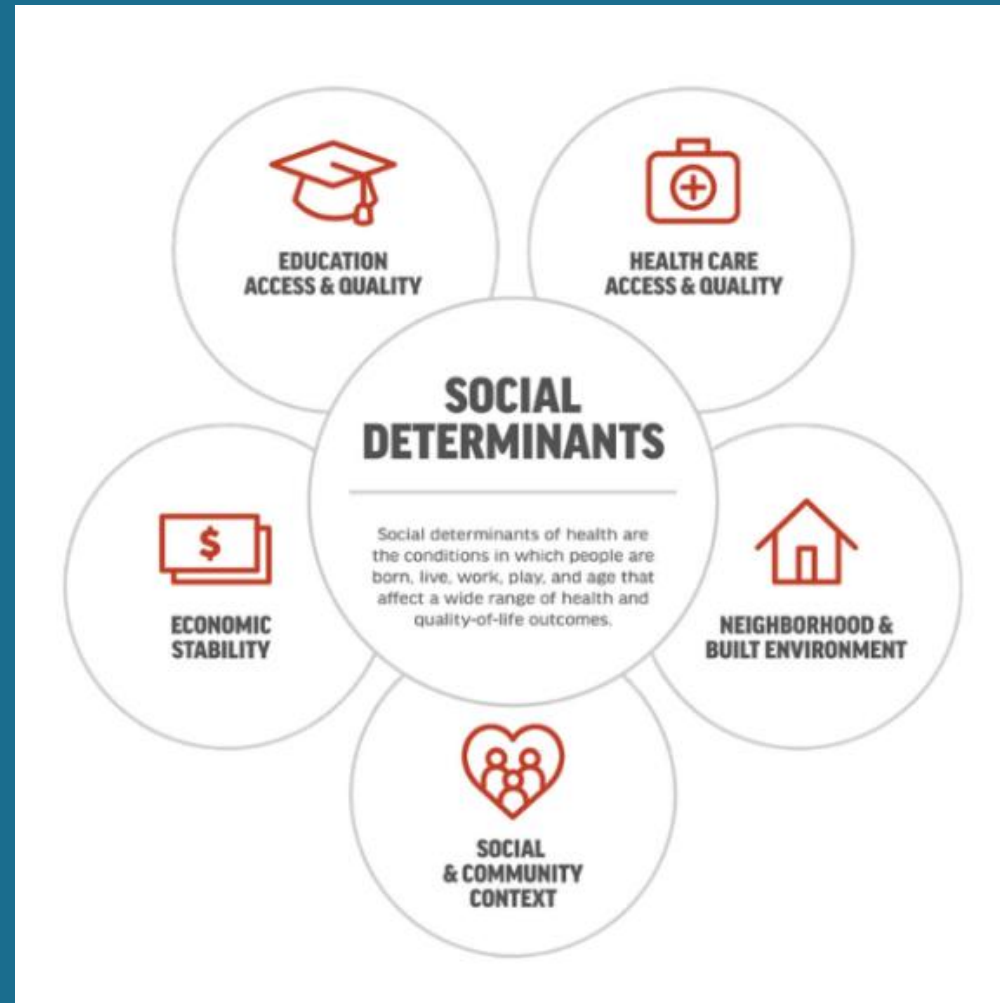 EDUCATION
ACCESS & QUALITY
HEALTH CARE
ACCESS & QUALITY
SOCIAL
DETERMINANTS
Social determinants of health are
the conditions in which people are
born, live, work, play, and age that
affect a wide range of health and
quality-of-life outcomes.
$
ECONOMIC
STABILITY
NEIGHBORHOOD &
BUILT ENVIRONMENT
SOCIAL
& COMMUNITY
CONTEXT